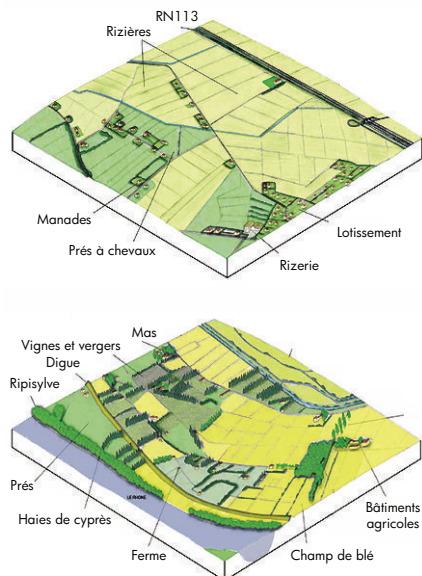 RN113
Rizières
Manades
Prés à chevaux
Lotissement
Rizerie
Mas
Vignes et vergers
Digue
Ripisylve
Prés
LE RHONE
Haies de cyprès
Ferme
Champ de blé
Bâtiments
agricoles